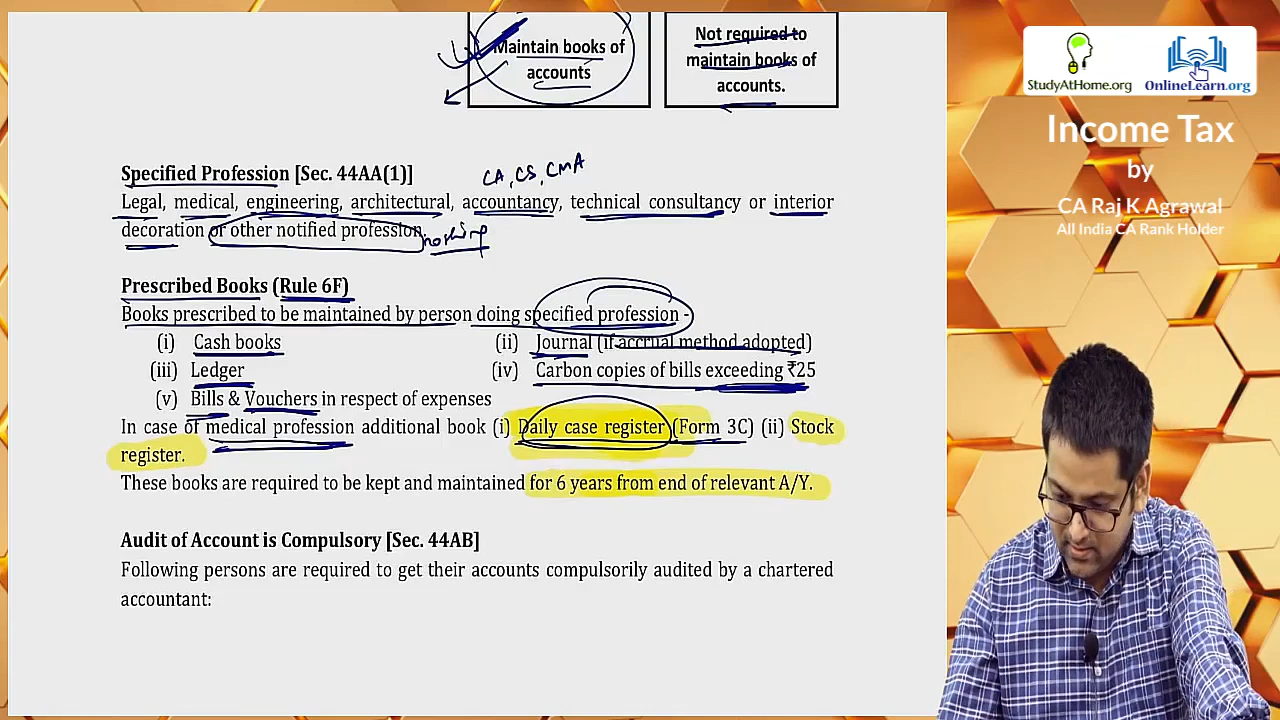 Maintain books of
accounts
Not required to
maintain books of
accounts.
StudyAtHome.org
OnlineLearn.org
Income Tax
by
CA Raj K Agrawal
All India CA Rank Holder
Specified Profession [Sec. 44AA(1)]
CA, CS, CMA
Legal, medical, engineering, architectural, accountancy, technical consultancy or interior
decoration or other notified profession
Prescribed Books (Rule 6F)
Books prescribed to be maintained by person doing specified profession -
(i) Cash books (ii) Journal (if accrual method adopted)
(iii) Ledger (iv) Carbon copies of bills exceeding ₹25
(v) Bills & Vouchers in respect of expenses
In case of medical profession additional book (i) Daily case register (Form 3C) (ii) Stock
register.
These books are required to be kept and maintained for 6 years from end of relevant A/Y.
Audit of Account is Compulsory [Sec. 44AB]
Following persons are required to get their accounts compulsorily audited by a chartered
accountant: